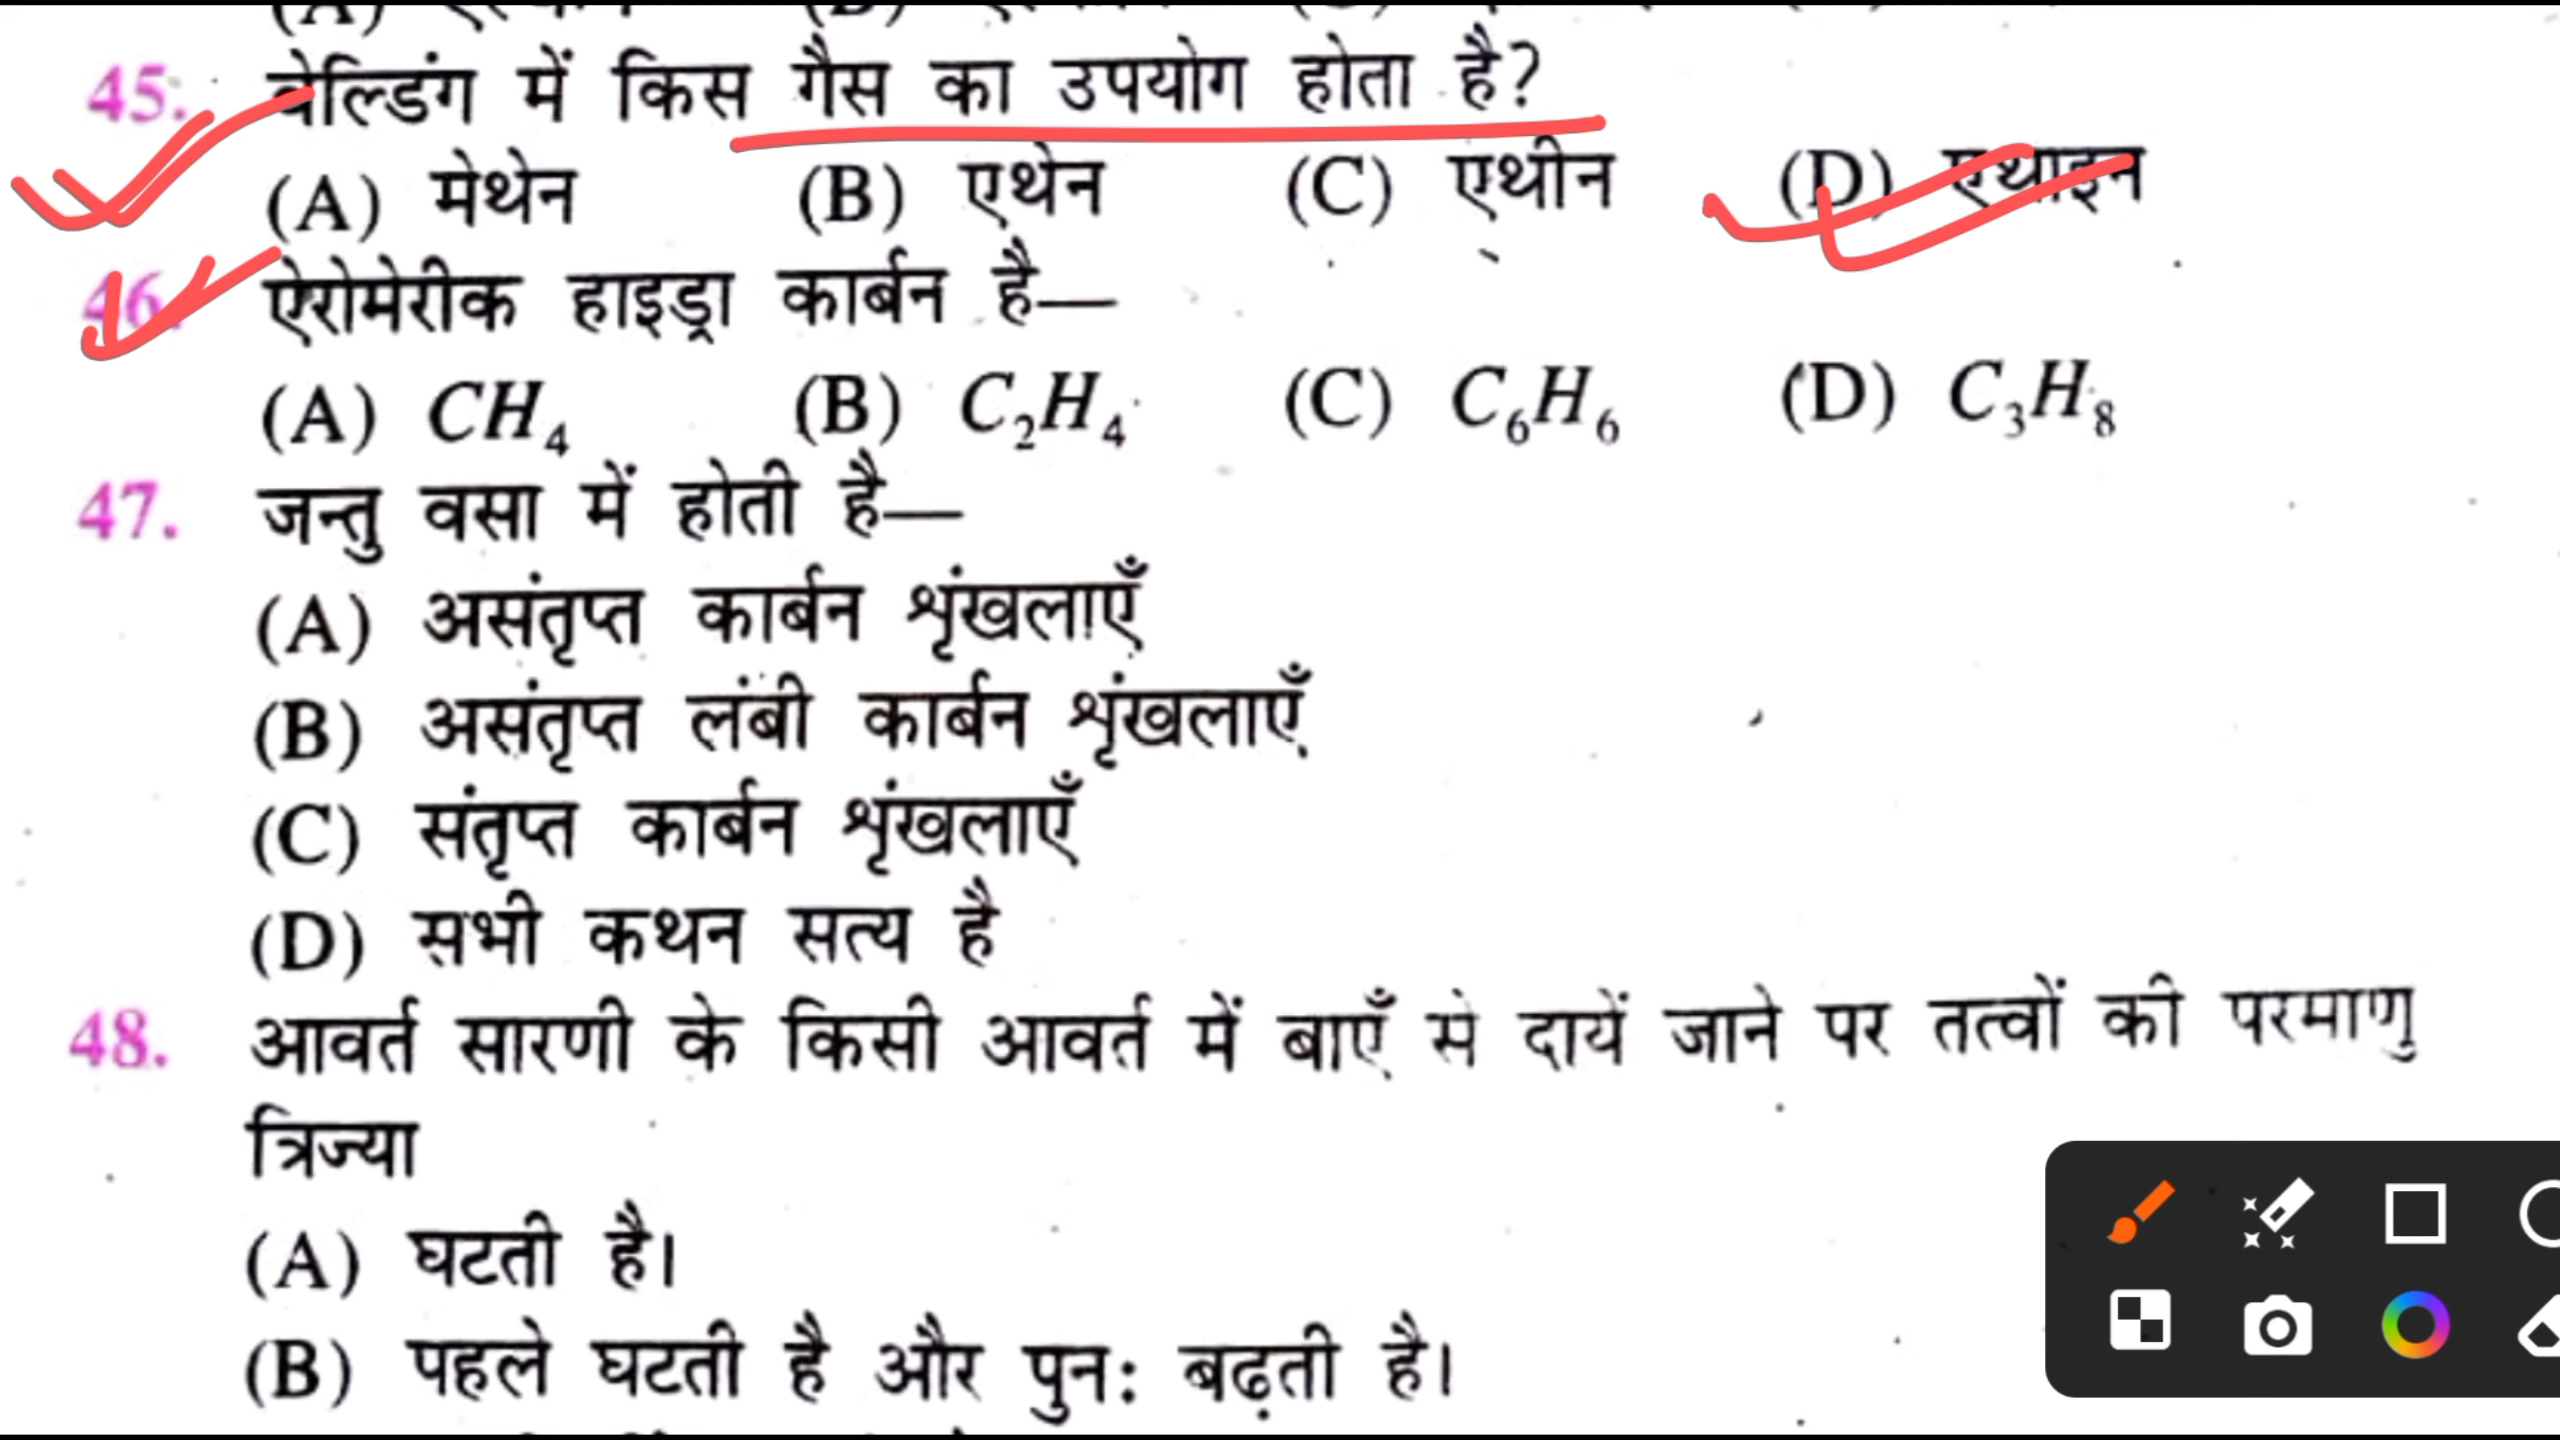 45. वेल्डिंग में किस गैस का उपयोग होता है?
(A) मेथेन (B) एथेन (C) एथीन (D) एथाइन
46. ऐरोमेरीक हाइड्रा कार्बन है—
(A) CH₄ (B) C₂H₄ (C) C₆H₆ (D) C₃H₈
47. जन्तु वसा में होती है—
(A) असंतृप्त कार्बन शृंखलाएँ
(B) असंतृप्त लंबी कार्बन शृंखलाएँ
(C) संतृप्त कार्बन शृंखलाएँ
(D) सभी कथन सत्य है
48. आवर्त सारणी के किसी आवर्त में बाएँ से दायें जाने पर तत्वों की परमाणु
त्रिज्या
(A) घटती है।
(B) पहले घटती है और पुनः बढ़ती है।